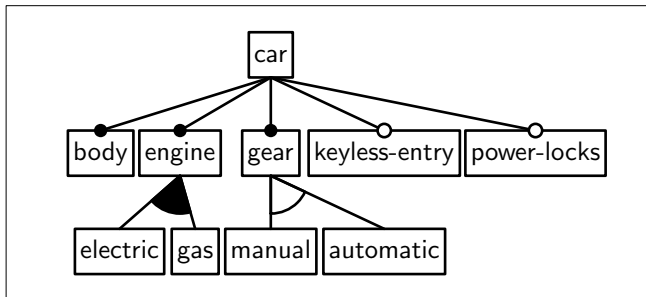 car
body engine gear keyless-entry power-locks
electric gas manual automatic